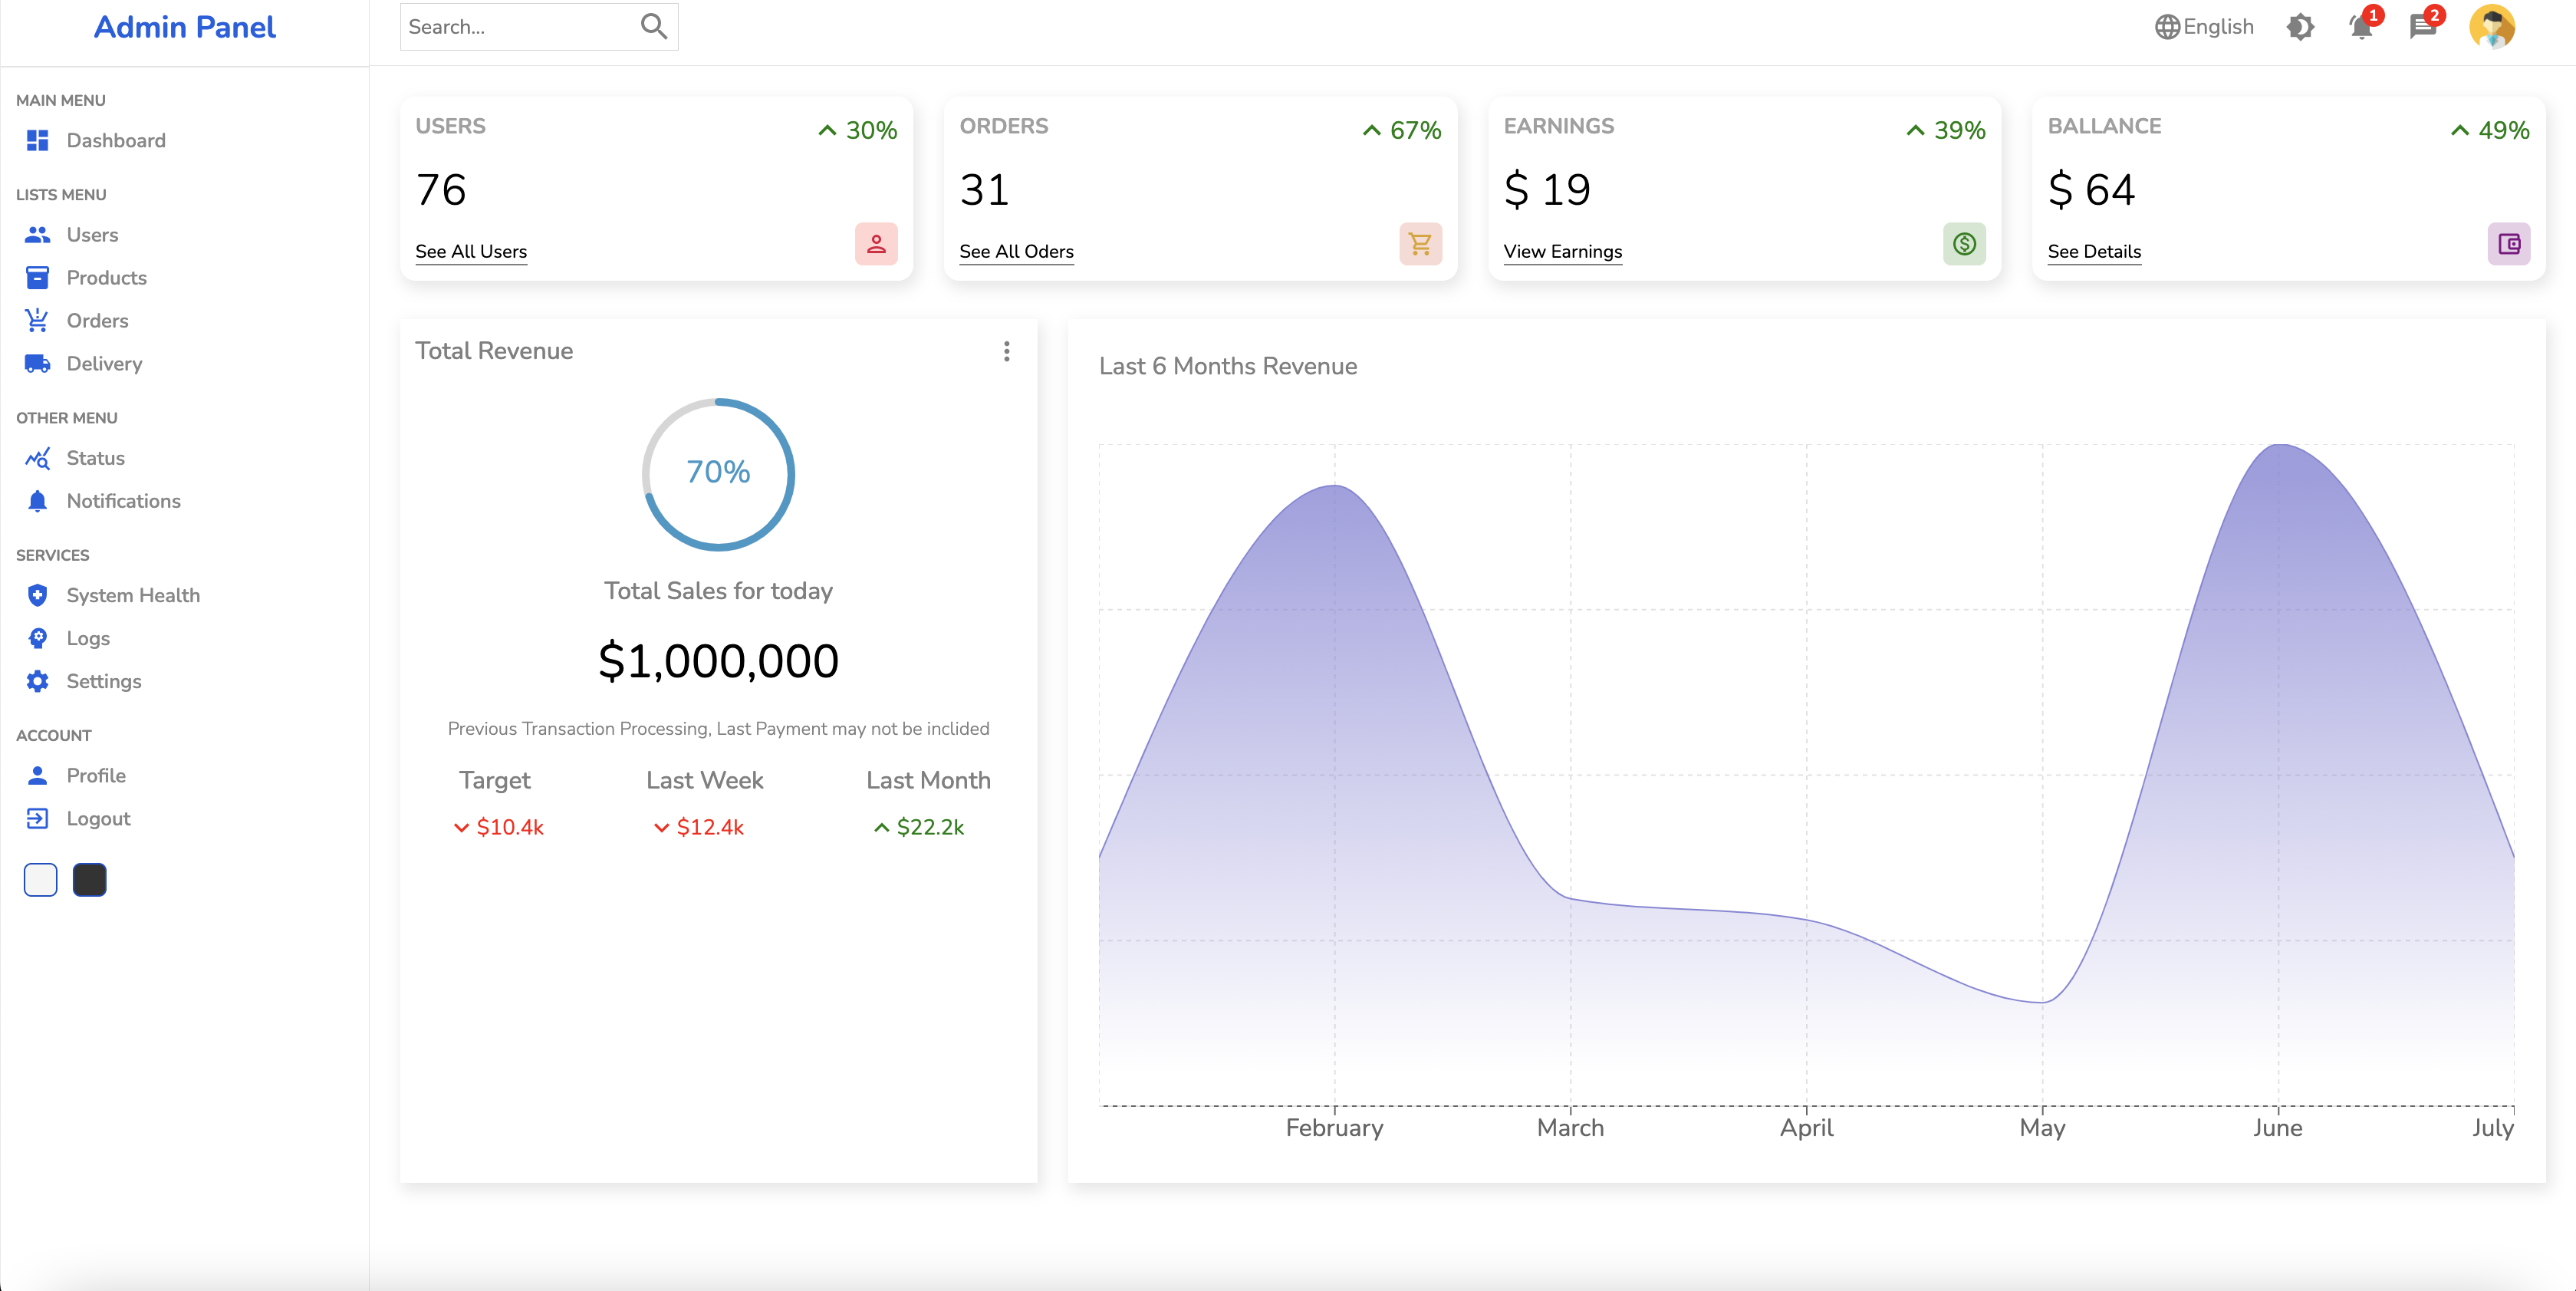 Admin Panel
Search...
English
1
2
MAIN MENU
Dashboard
LISTS MENU
Users
Products
Orders
Delivery
OTHER MENU
Status
Notifications
SERVICES
System Health
Logs
Settings
ACCOUNT
Profile
Logout
USERS
30%
76
See All Users
ORDERS
67%
31
See All Oders
EARNINGS
39%
$ 19
View Earnings
BALLANCE
49%
$ 64
See Details
Total Revenue
70%
Total Sales for today
$1,000,000
Previous Transaction Processing, Last Payment may not be inclided
Target
Last Week
Last Month
$10.4k
$12.4k
$22.2k
Last 6 Months Revenue
February
March
April
May
June
July